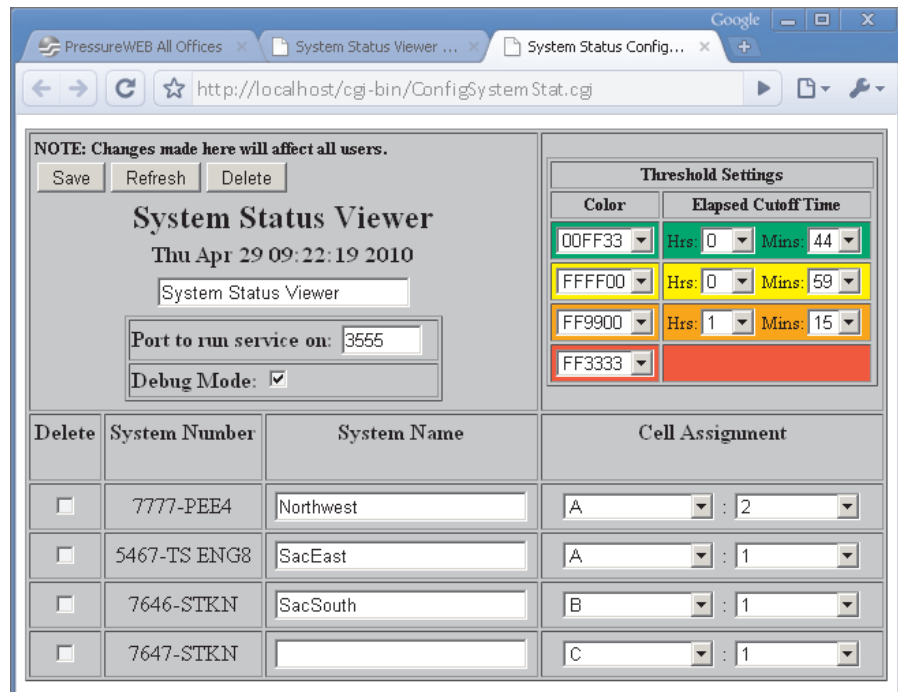 Google
PressureWEB All Offices
System Status Viewer ...
System Status Config...
http://localhost/cgi-bin/ConfigSystemStat.cgi
NOTE: Changes made here will affect all users.
Save Refresh Delete
System Status Viewer
Thu Apr 29 09:22:19 2010
System Status Viewer
Port to run service on: 3555
Debug Mode:
Threshold Settings
Color Elapsed Cutoff Time
00FF33 Hrs: 0 Mins: 44
FFFF00 Hrs: 0 Mins: 59
FF9900 Hrs: 1 Mins: 15
FF3333
Delete System Number System Name Cell Assignment
7777-PEE4 Northwest A : 2
5467-TS ENG8 SacEast A : 1
7646-STKN SacSouth B : 1
7647-STKN C : 1